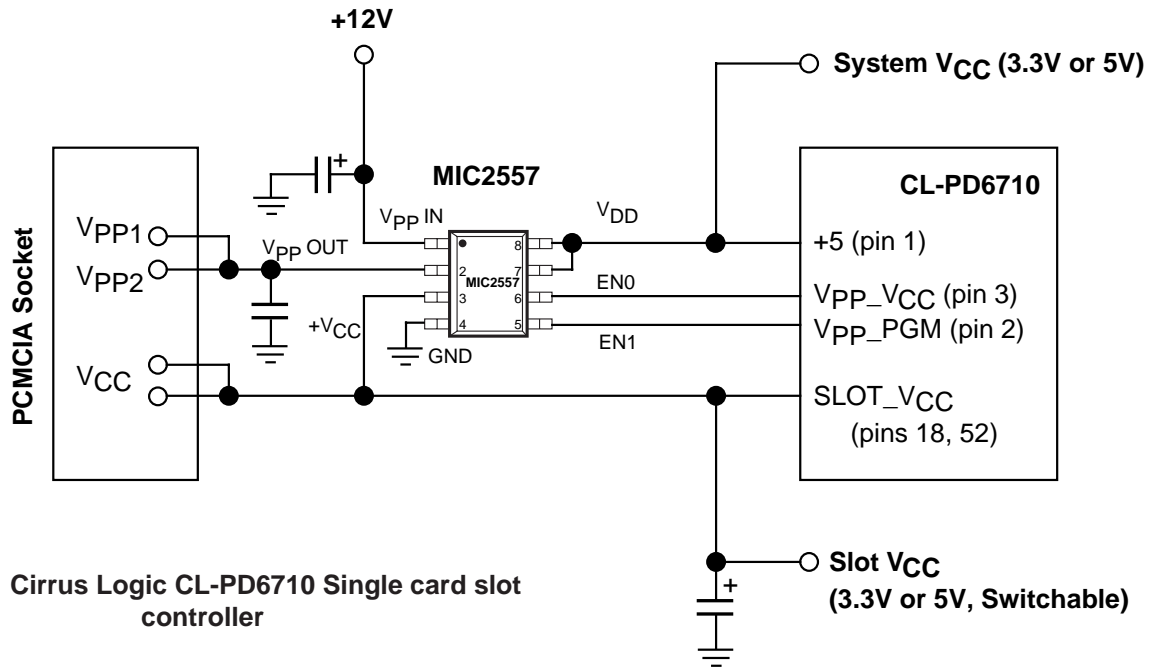 +12V
System VCC (3.3V or 5V)
+
MIC2557
CL-PD6710
PCMCIA Socket
VPP1
VPP2
VPP IN
VPP OUT
VDD
+5 (pin 1)
8
2
7
MIC2557
3
6
4
5
EN0
VPP_VCC (pin 3)
+VCC
EN1
VPP_PGM (pin 2)
GND
VCC
SLOT_VCC
(pins 18, 52)
+
Slot VCC
(3.3V or 5V, Switchable)
Cirrus Logic CL-PD6710 Single card slot
controller